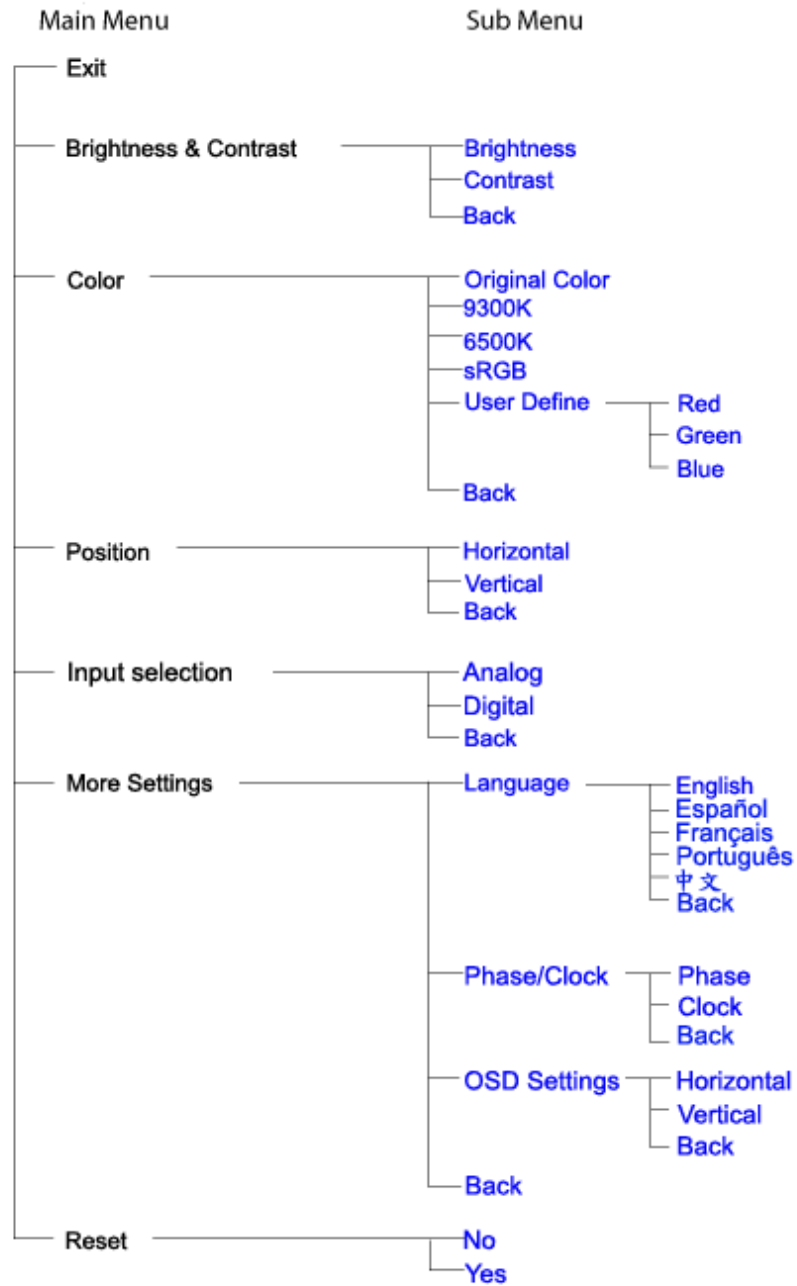 Main Menu Sub Menu
Exit
Brightness & Contrast Brightness
Contrast
Back
Color Original Color
9300K
6500K
sRGB
User Define Red
Green
Blue
Back
Position Horizontal
Vertical
Back
Input selection Analog
Digital
Back
More Settings Language English
Español
Français
Português
中文
Back
Phase/Clock Phase
Clock
Back
OSD Settings Horizontal
Vertical
Back
Back
Reset No
Yes